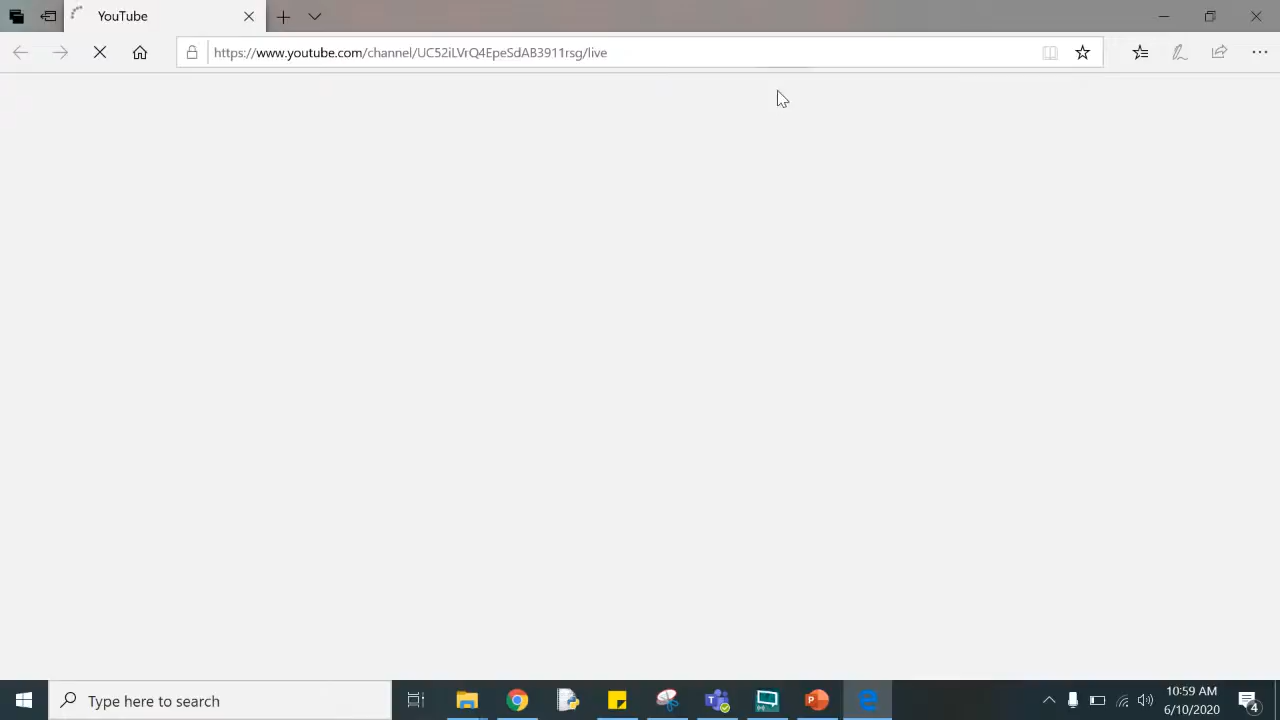 YouTube
https://www.youtube.com/channel/UC52iLVrQ4EpeSdAB3911rsg/live
Type here to search
10:59 AM
6/10/2020
4